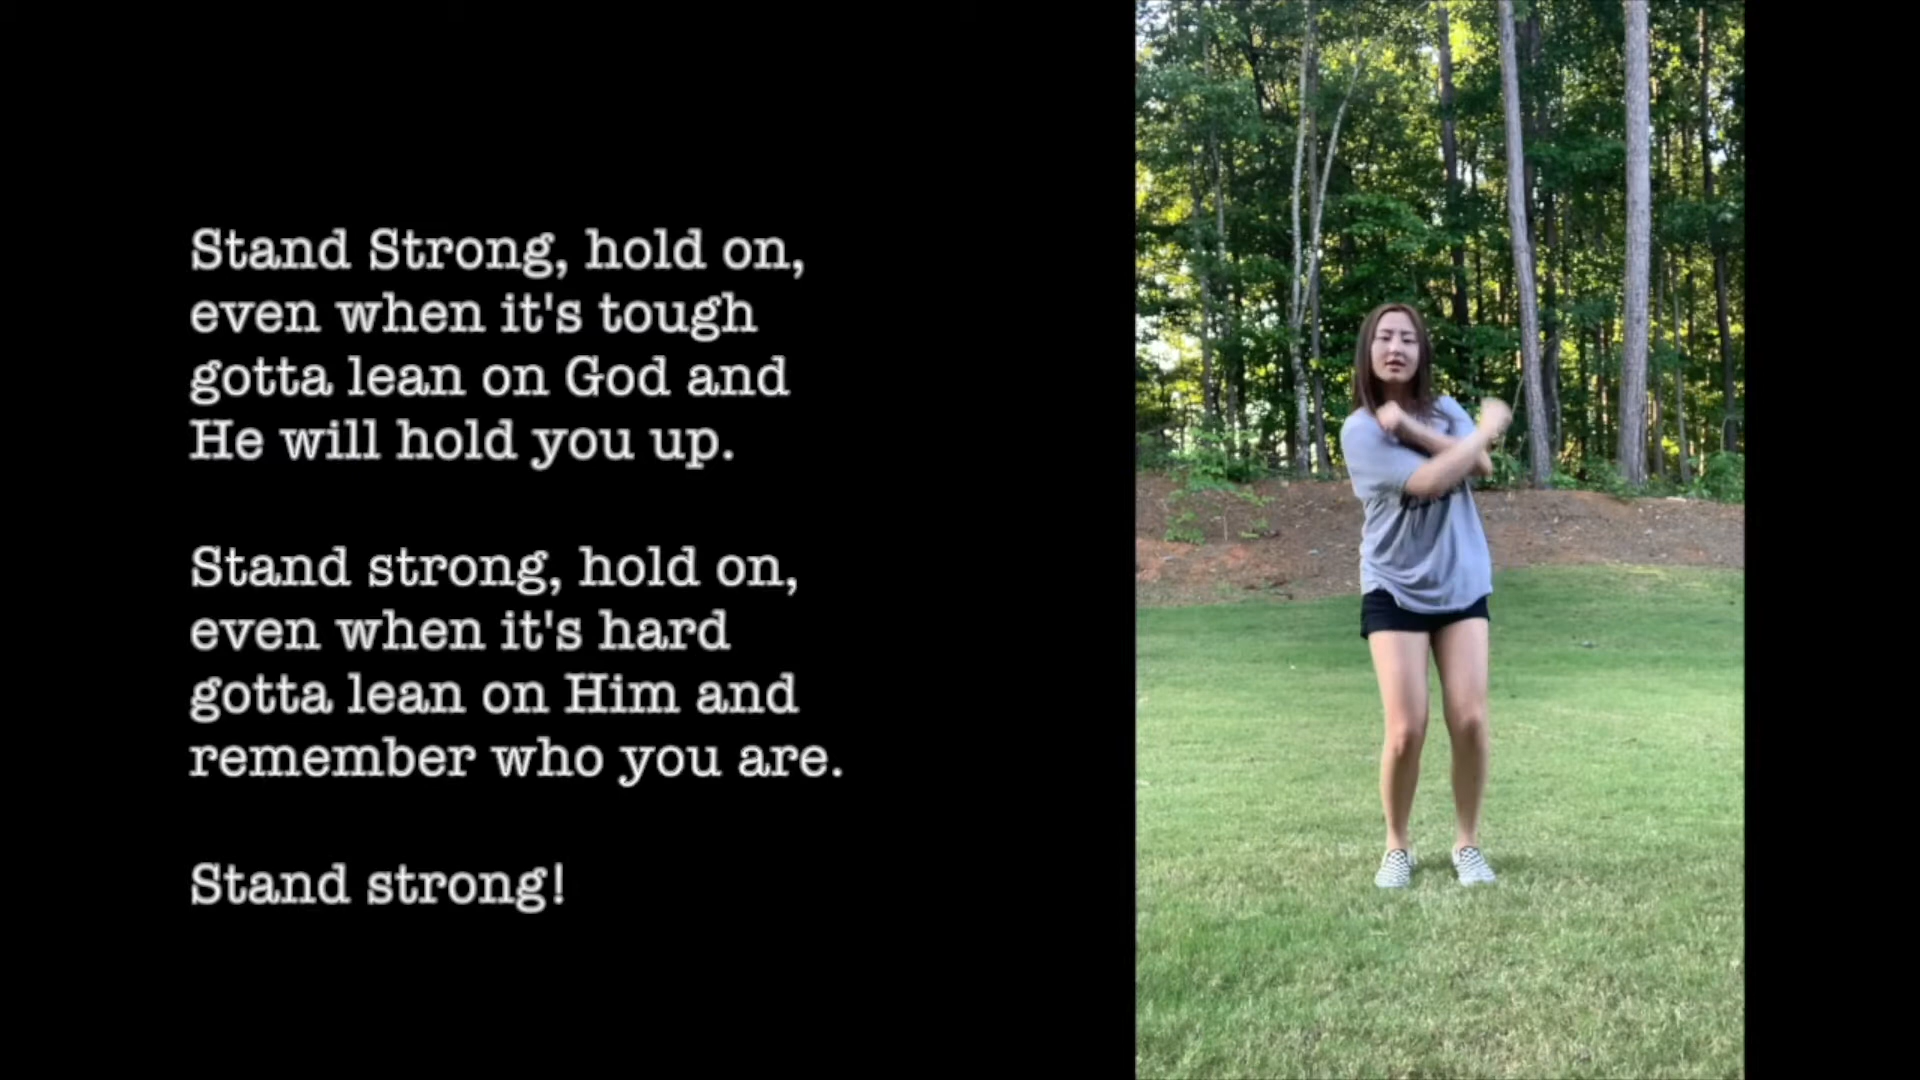 Stand Strong, hold on,
even when it's tough
gotta lean on God and
He will hold you up.
Stand strong, hold on,
even when it's hard
gotta lean on Him and
remember who you are.
Stand strong!